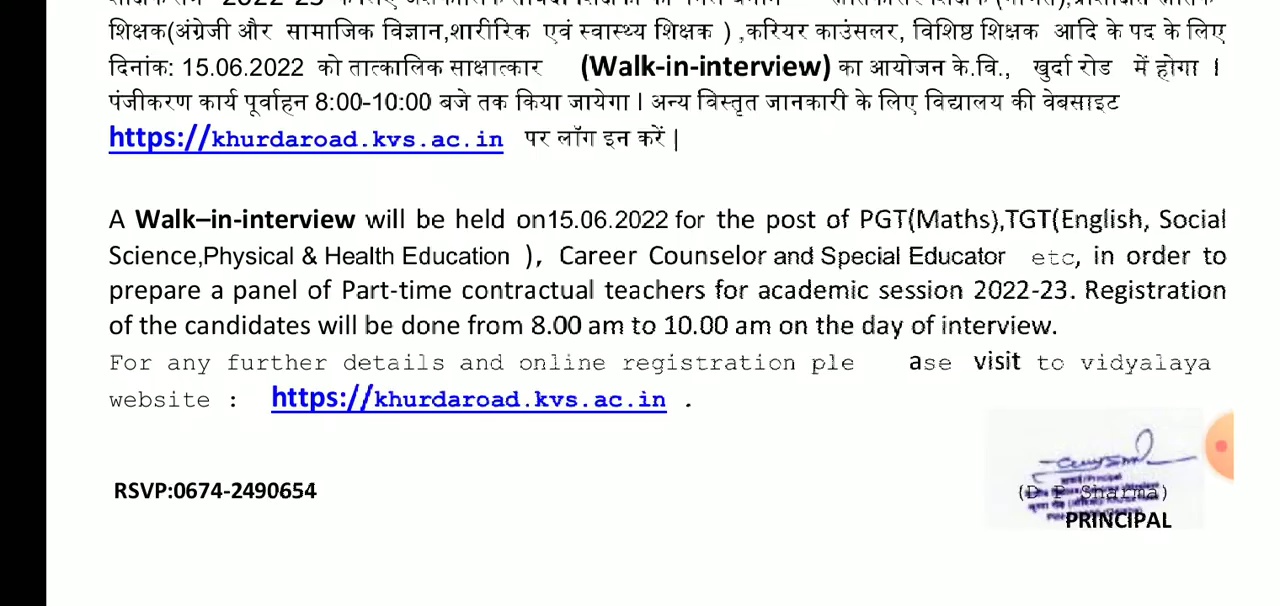 2022-23 के लिए
शिक्षक(अंग्रेजी और सामाजिक विज्ञान,शारीरिक एवं स्वास्थ्य शिक्षक ) ,करियर काउंसलर, विशिष्ठ शिक्षक आदि के पद के लिए
दिनांक: 15.06.2022 को तात्कालिक साक्षात्कार (Walk-in-interview) का आयोजन के.वि., खुर्दा रोड में होगा ।
पंजीकरण कार्य पूर्वाहन 8:00-10:00 बजे तक किया जायेगा । अन्य विस्तृत जानकारी के लिए विद्यालय की वेबसाइट
https://khurdaroad.kvs.ac.in पर लॉग इन करें |
A Walk–in-interview will be held on15.06.2022 for the post of PGT(Maths),TGT(English, Social
Science,Physical & Health Education ), Career Counselor and Special Educator etc, in order to
prepare a panel of Part-time contractual teachers for academic session 2022-23. Registration
of the candidates will be done from 8.00 am to 10.00 am on the day of interview.
For any further details and online registration ple ase visit to vidyalaya
website : https://khurdaroad.kvs.ac.in .
RSVP:0674-2490654
(D P Sharma)
PRINCIPAL